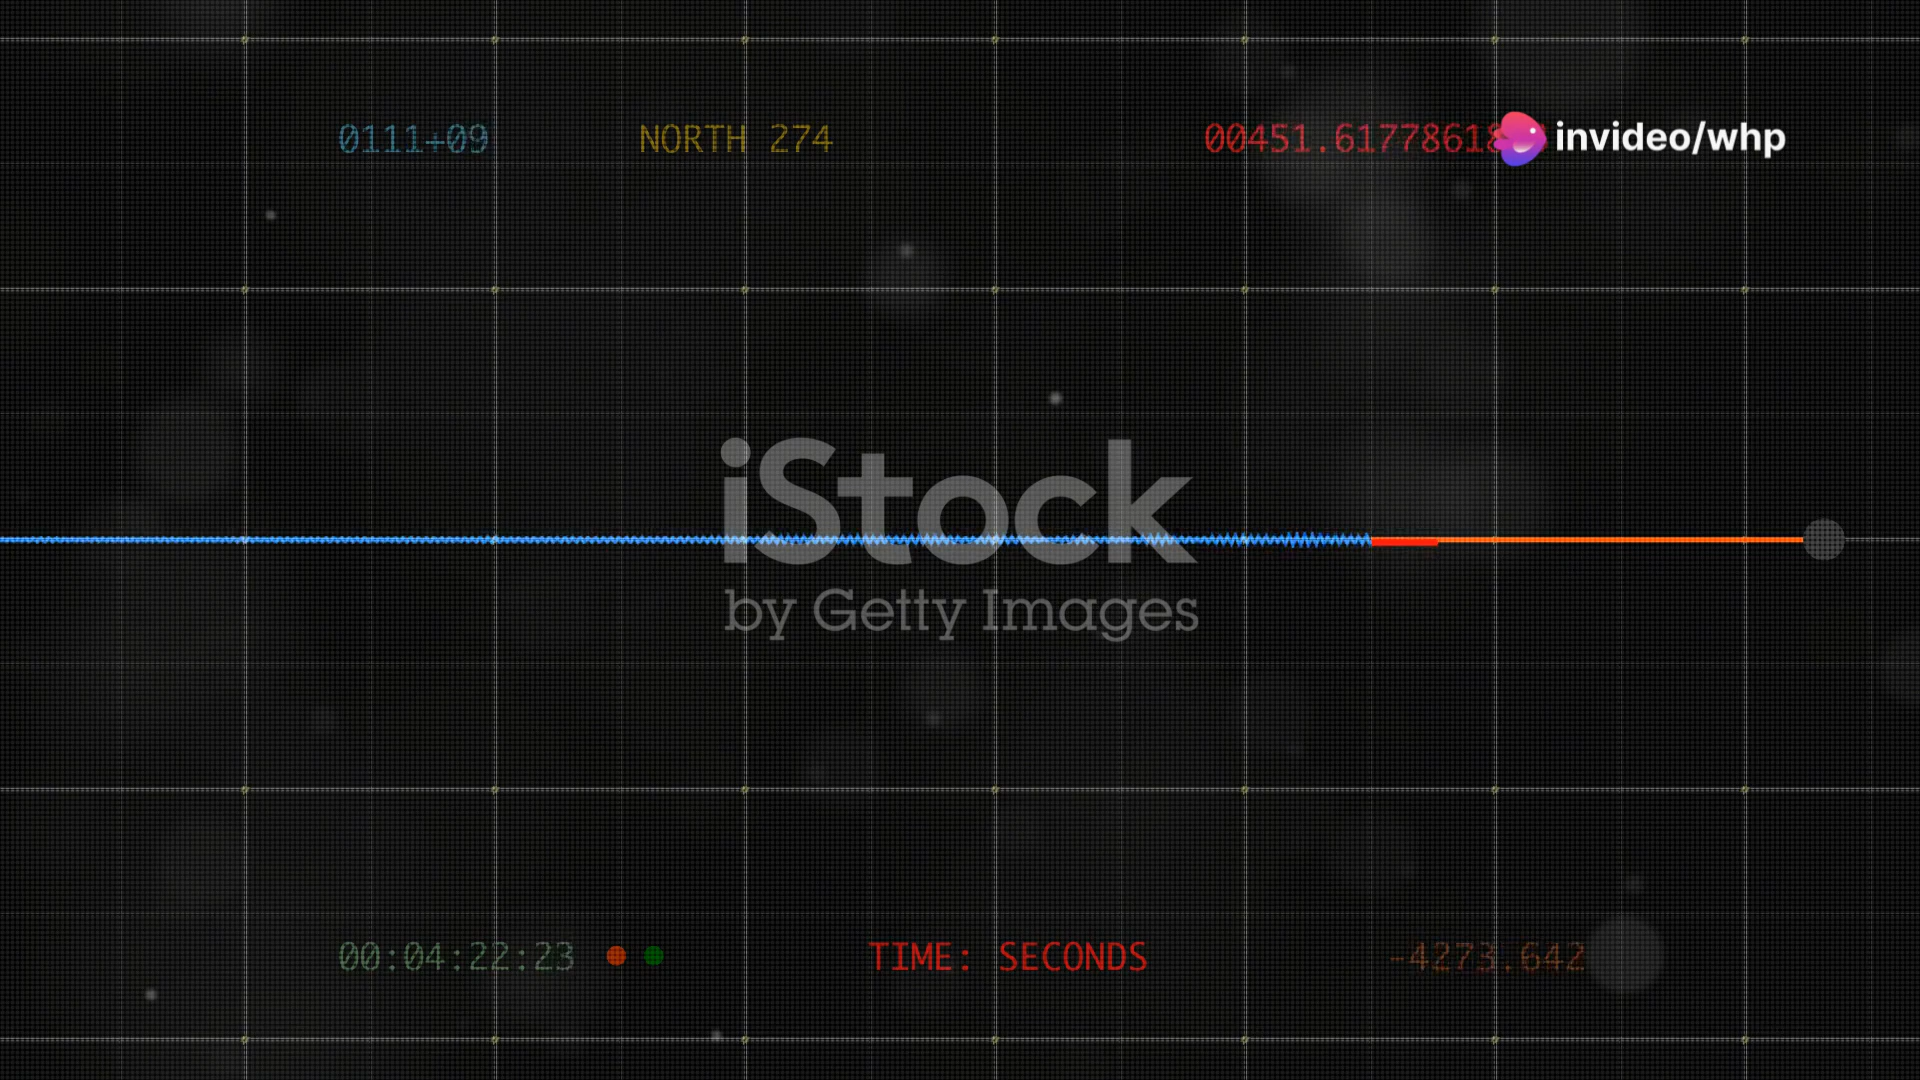 0111+09
NORTH 274
00451.6177861
invideo/whp
iStock
by Getty Images
00:04:22:23
TIME: SECONDS
-4273.642